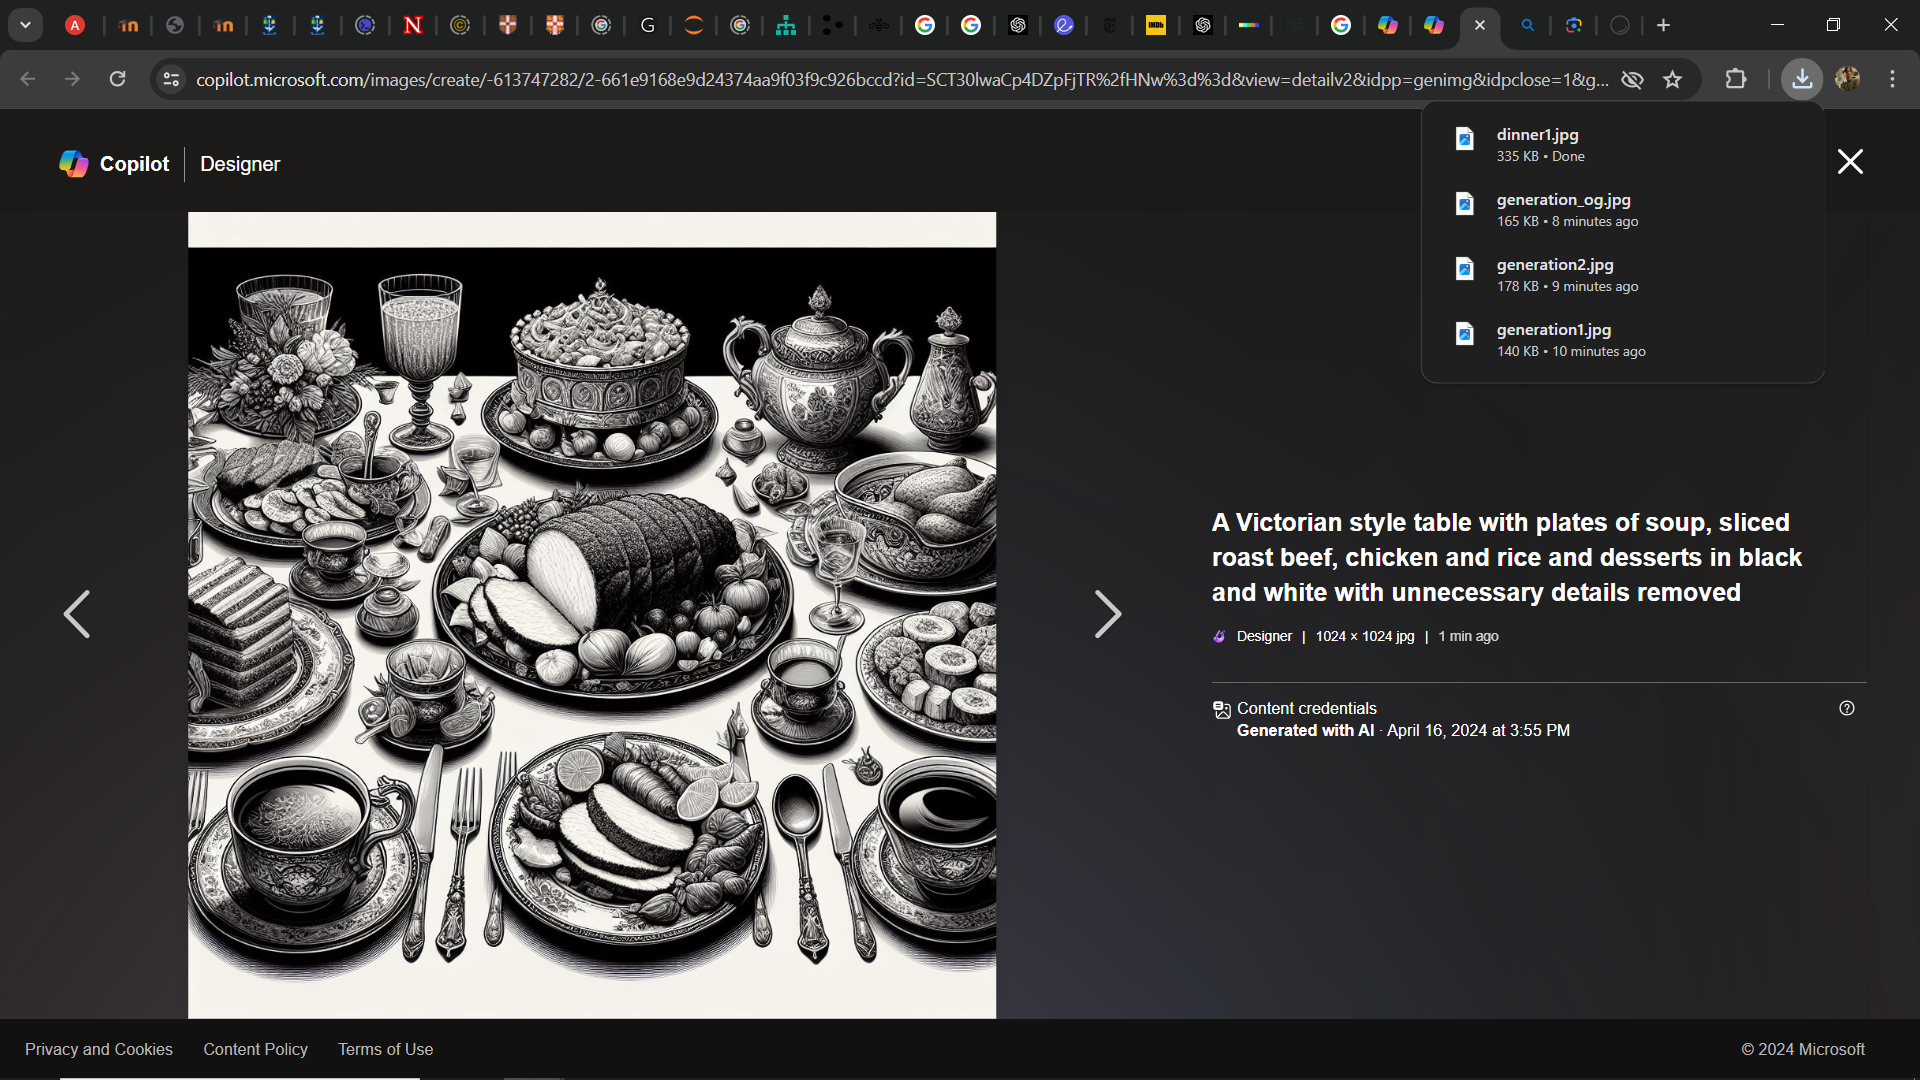 copilot.microsoft.com/images/create/-613747282/2-661e9168e9d24374aa9f03f9c926bccd?id=SCT30lwaCp4DZpFjTR%2fHNw%3d%3d&view=detailv2&idpp=genimg&idpclose=1&g...
dinner1.jpg
335 KB • Done
generation_og.jpg
165 KB • 8 minutes ago
generation2.jpg
178 KB • 9 minutes ago
generation1.jpg
140 KB • 10 minutes ago
Copilot
Designer
A Victorian style table with plates of soup, sliced
roast beef, chicken and rice and desserts in black
and white with unnecessary details removed
Designer | 1024 × 1024 jpg | 1 min ago
Content credentials
Generated with AI · April 16, 2024 at 3:55 PM
Privacy and Cookies
Content Policy
Terms of Use
© 2024 Microsoft